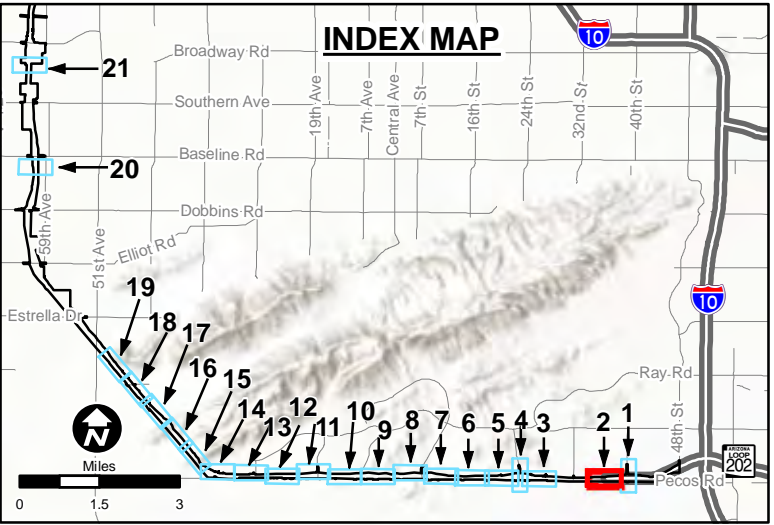 INDEX MAP
10
Broadway Rd
21
Southern Ave
19th Ave
7th Ave
Central Ave
7th St
16th St
24th St
32nd St
40th St
Baseline Rd
20
Dobbins Rd
59th Ave
51st Ave
Elliot Rd
Estrella Dr
10
19
18
17
16
15
14
13
12
11
10
9
8
7
6
5
4
3
2
1
Ray Rd
48th St
ARIZONA
LOOP
202
Pecos Rd
N
Miles
0 1.5 3